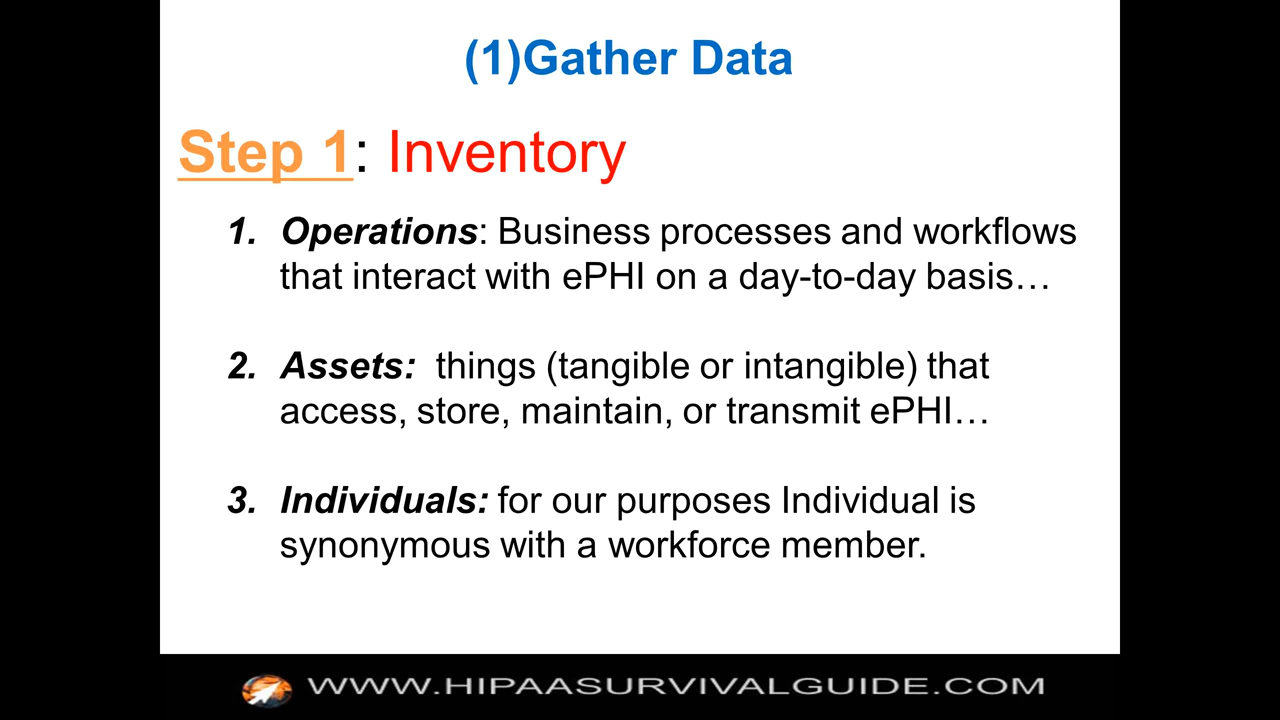 (1)Gather Data
Step 1: Inventory
1. Operations: Business processes and workflows
that interact with ePHI on a day-to-day basis…
2. Assets: things (tangible or intangible) that
access, store, maintain, or transmit ePHI…
3. Individuals: for our purposes Individual is
synonymous with a workforce member.
WWW.HIPAASURVIVALGUIDE.COM